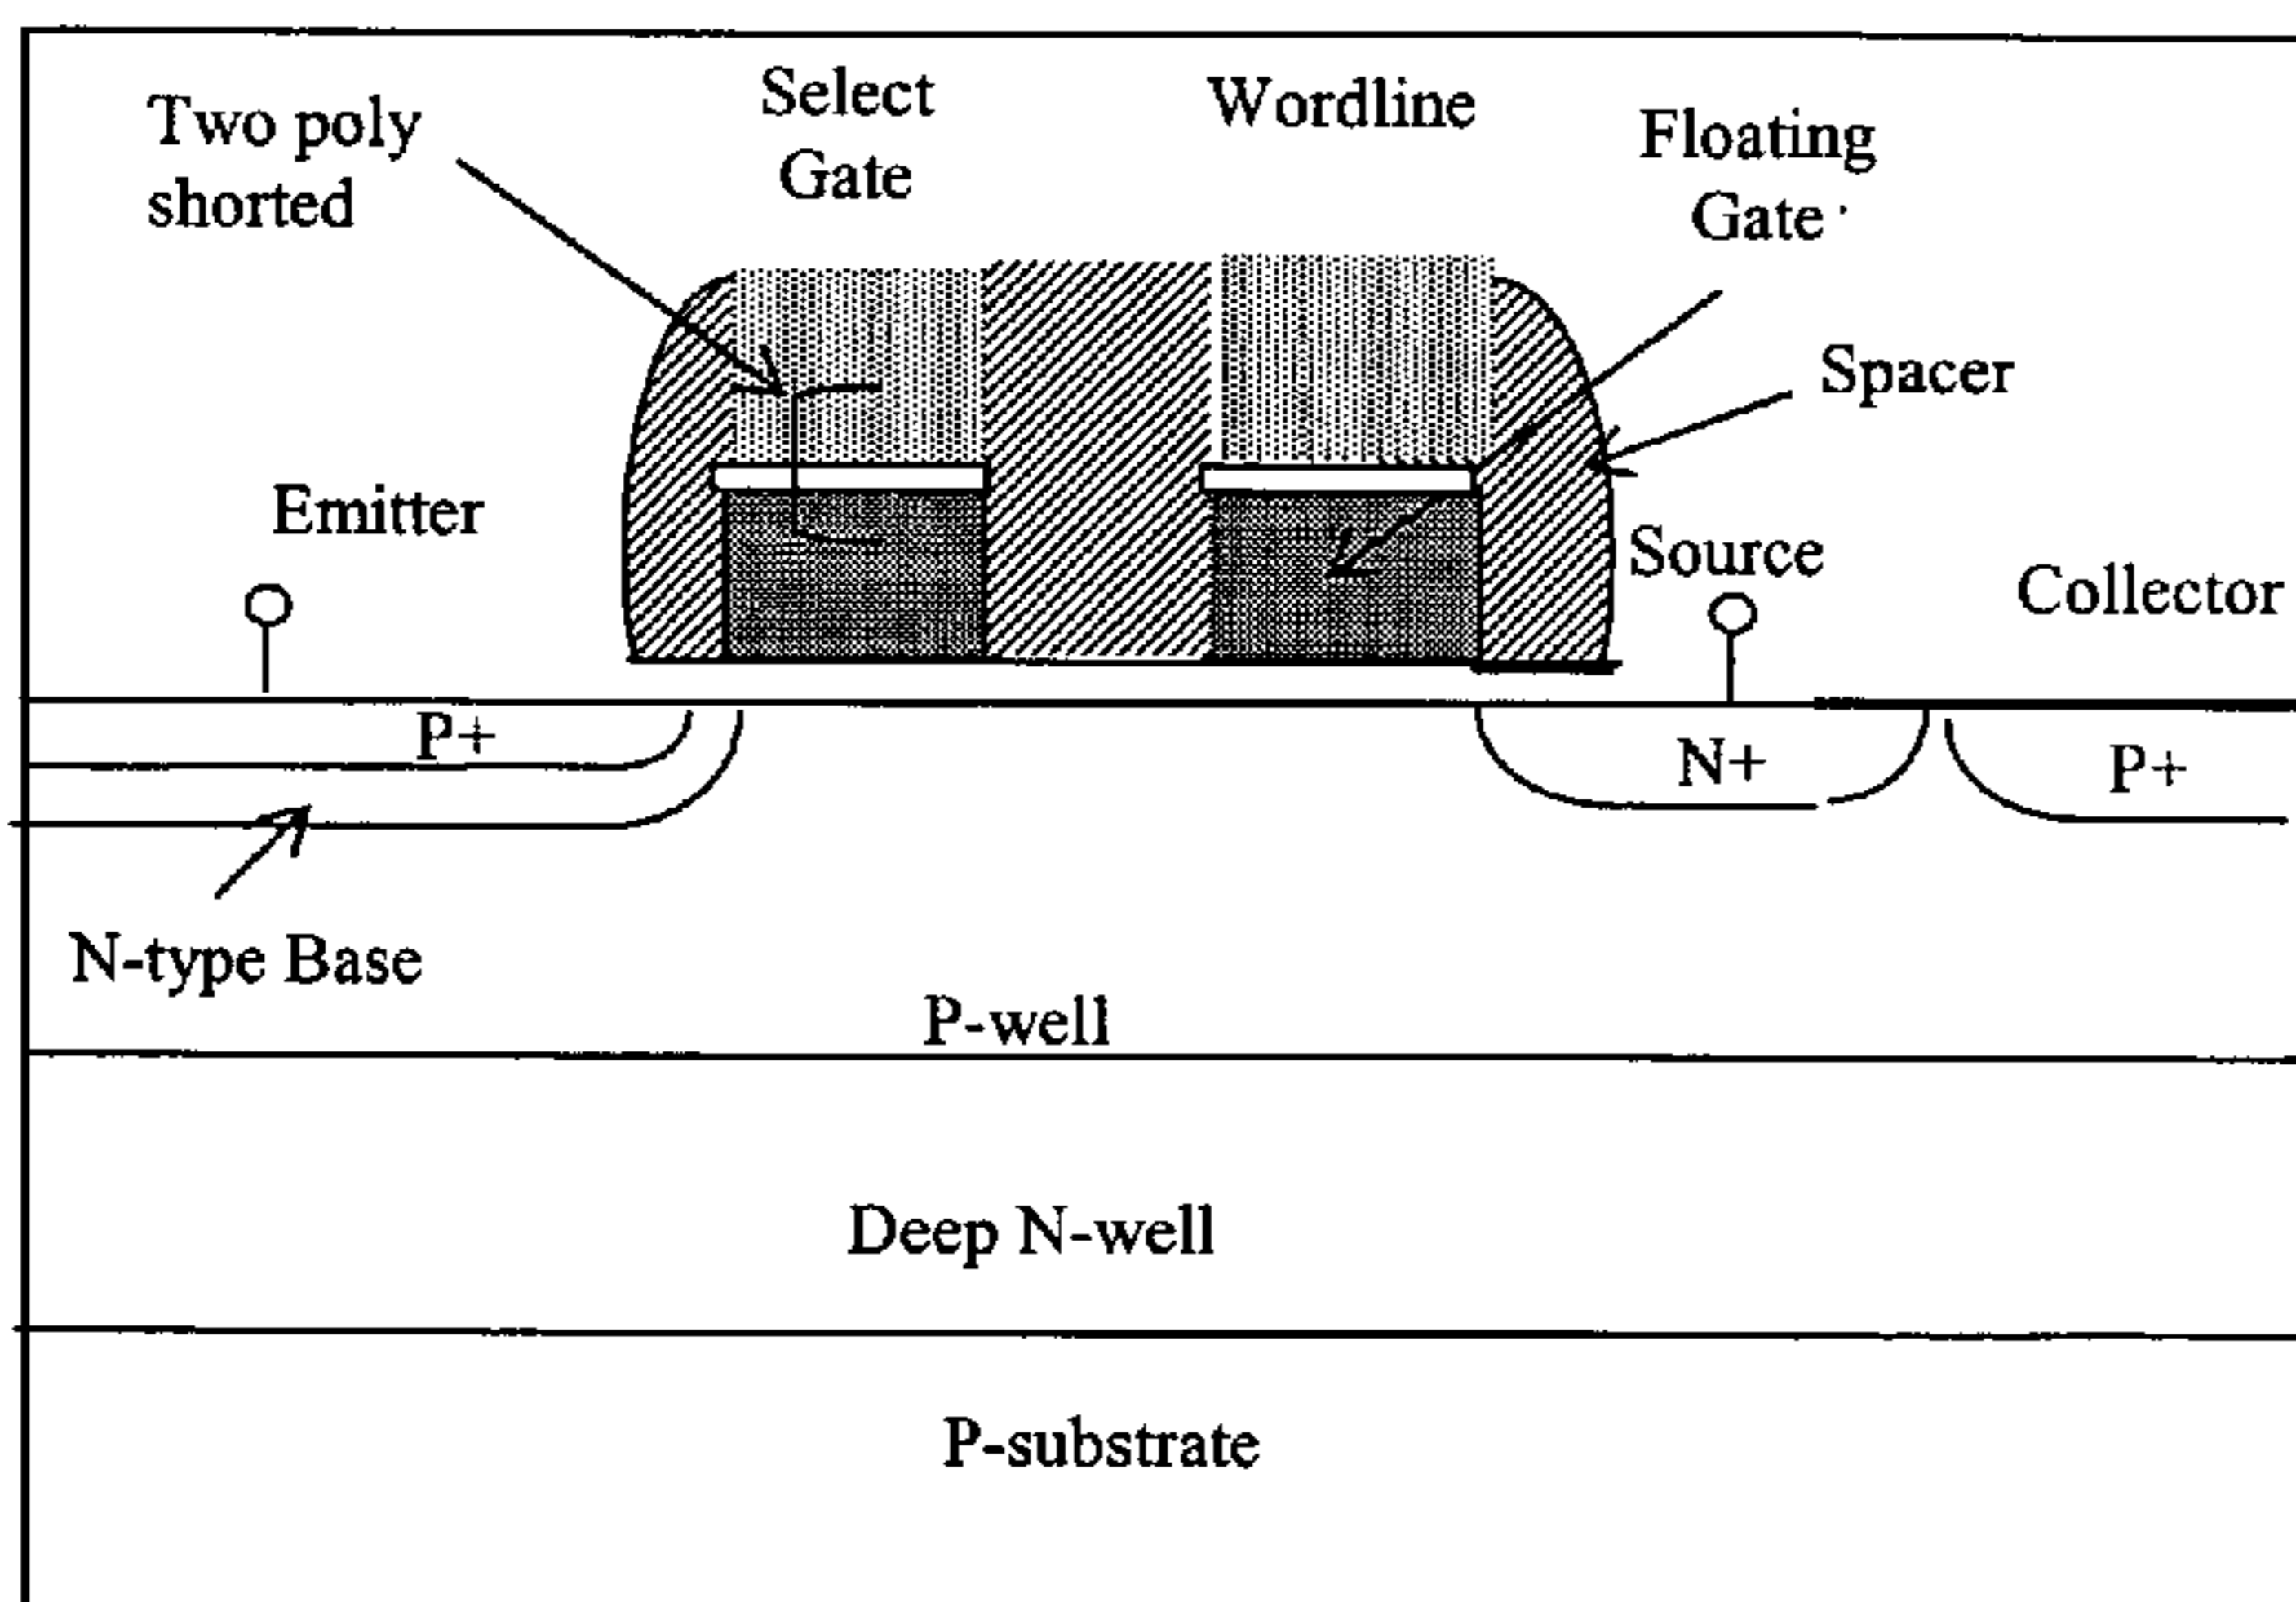 Two poly
shorted
Select
Gate
Wordline
Floating
Gate
Spacer
Emitter
Source
Collector
P+
N+
P+
N-type Base
P-well
Deep N-well
P-substrate